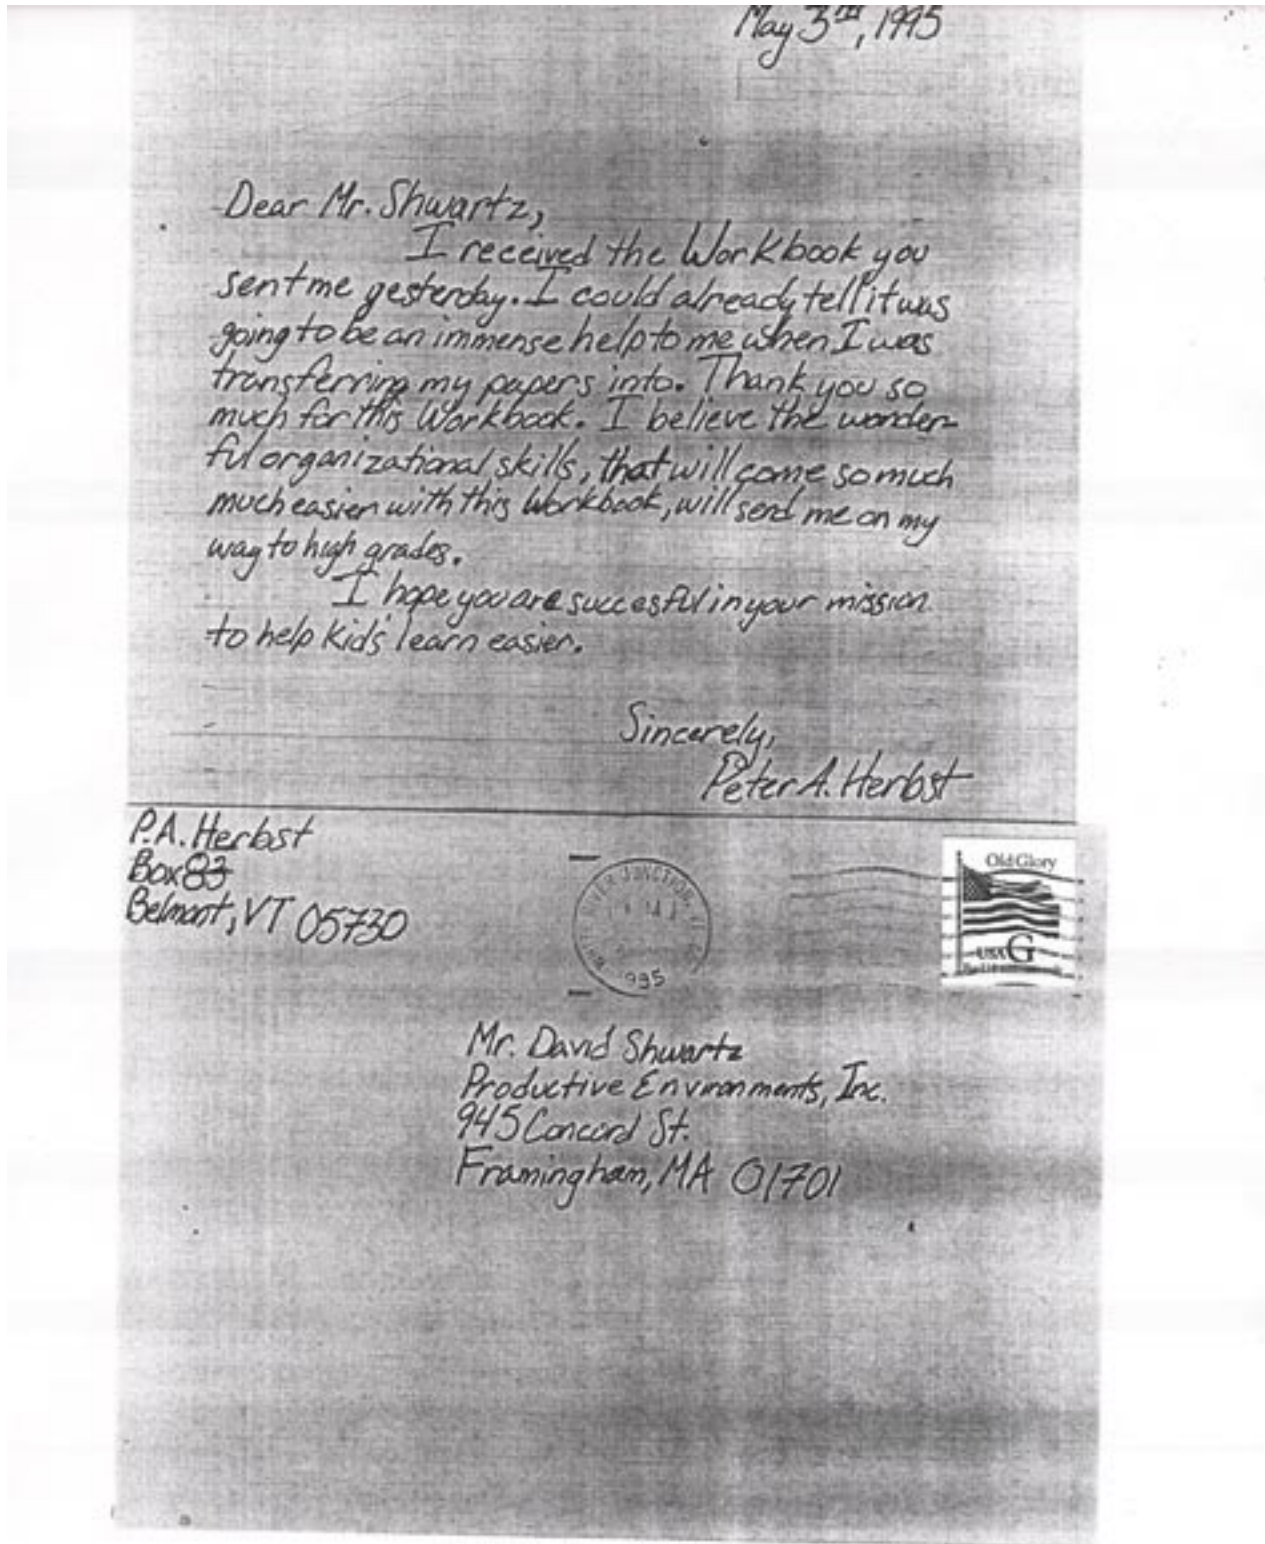 May 3rd, 1995
Dear Mr. Shwartz,
I received the Workbook you
sent me yesterday. I could already tell it was
going to be an immense help to me when I was
transferring my papers into. Thank you so
much for this Workbook. I believe the wonder-
ful organizational skills, that will come so much
much easier with this Workbook, will send me on my
way to high grades.
I hope you are succesful in your mission
to help kids learn easier.
Sincerely,
Peter A. Herbst
P.A. Herbst
Box 83
Belmont, VT 05730
RIVER JUNCTION, VT
1995
Old Glory
USA G
Mr. David Shwartz
Productive Environments, Inc.
945 Concord St.
Framingham, MA 01701